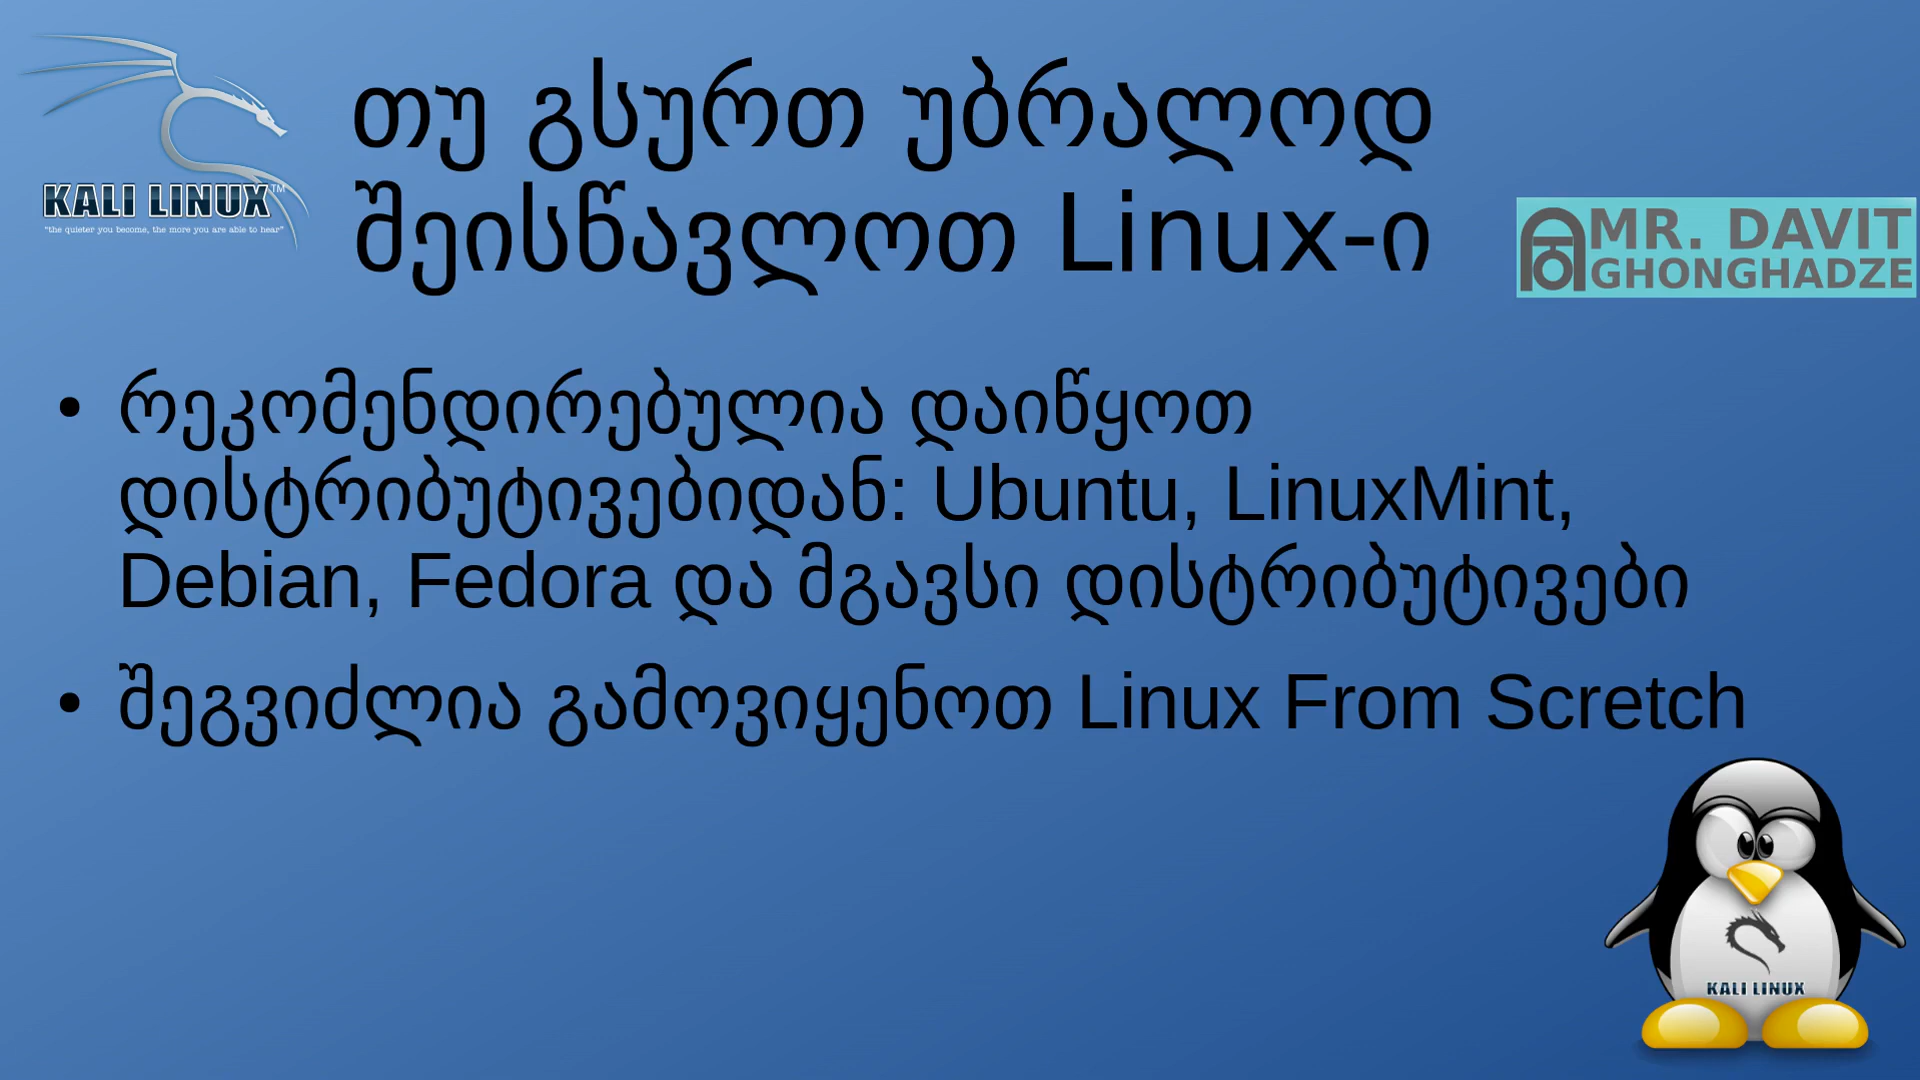 KALI LINUX™
"the quieter you become, the more you are able to hear"
თუ გსურთ უბრალოდ
შეისწავლოთ Linux-ი
MR. DAVIT
GHONGHADZE
• რეკომენდირებულია დაიწყოთ
დისტრიბუტივებიდან: Ubuntu, LinuxMint,
Debian, Fedora და მგავსი დისტრიბუტივები
• შეგვიძლია გამოვიყენოთ Linux From Scretch
KALI LINUX